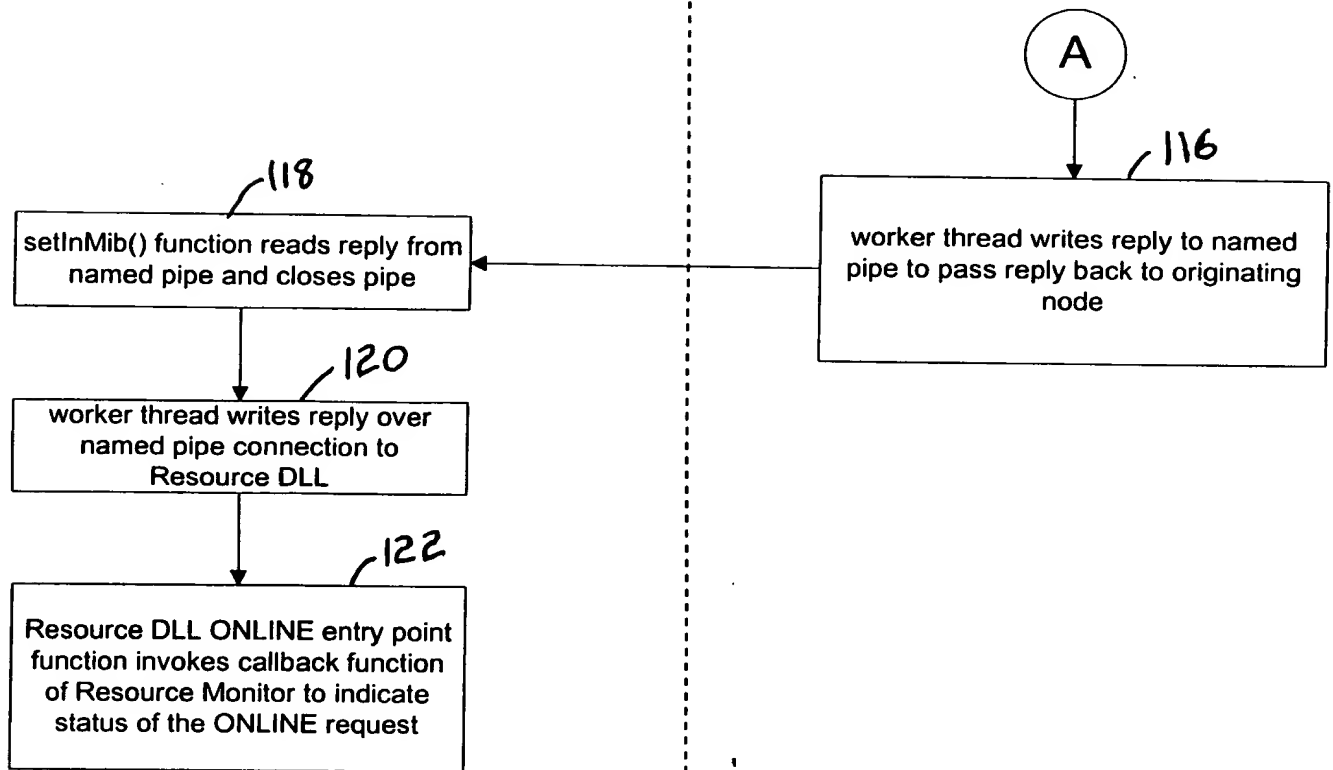 A
116
worker thread writes reply to named
pipe to pass reply back to originating
node
118
setInMib() function reads reply from
named pipe and closes pipe
120
worker thread writes reply over
named pipe connection to
Resource DLL
122
Resource DLL ONLINE entry point
function invokes callback function
of Resource Monitor to indicate
status of the ONLINE request